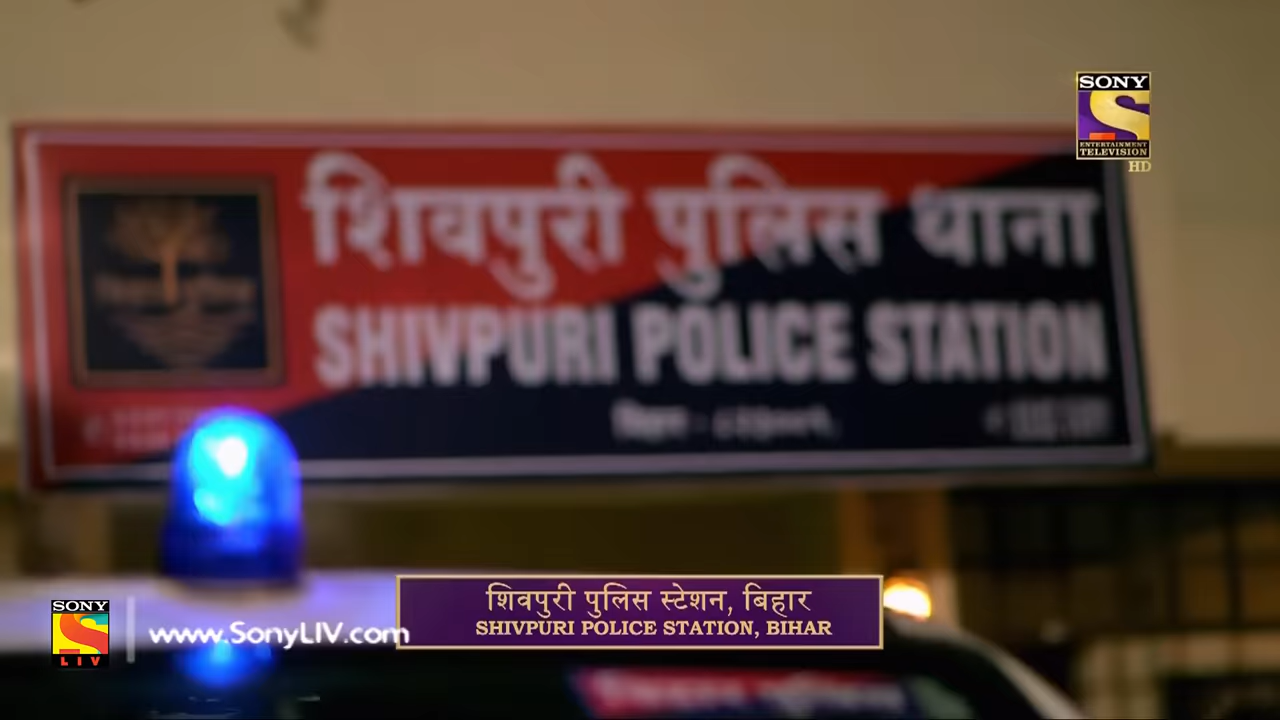 SONY
ENTERTAINMENT
TELEVISION
HD
शिवपुरी पुलिस थाना
SHIVPURI POLICE STATION
शिवपुरी पुलिस स्टेशन, बिहार
SHIVPURI POLICE STATION, BIHAR
SONY
LIV
www.SonyLIV.com